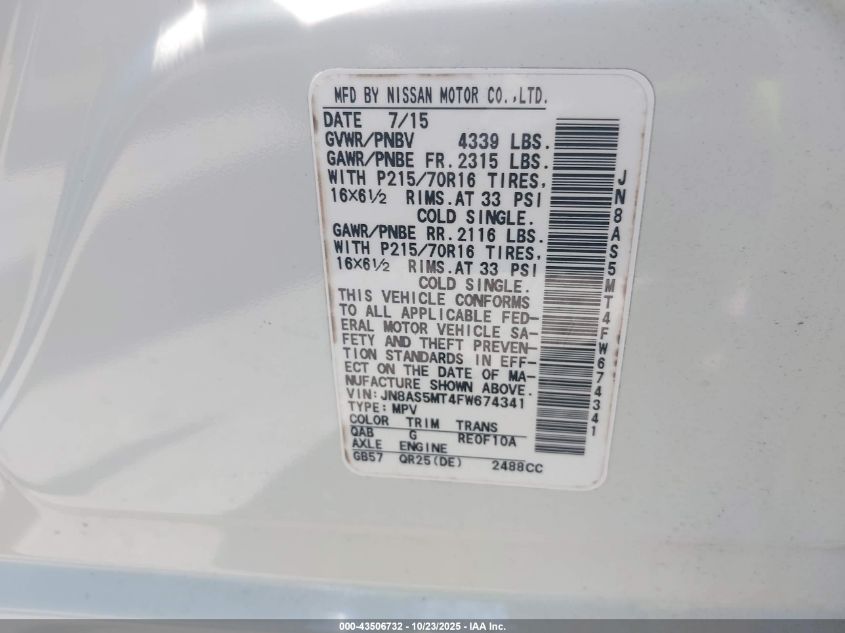 MFD BY NISSAN MOTOR CO.,LTD.
DATE 7/15
GVWR/PNBV 4339 LBS.
GAWR/PNBE FR. 2315 LBS.
WITH P215/70R16 TIRES,
16X6½ RIMS.AT 33 PSI
COLD SINGLE.
GAWR/PNBE RR. 2116 LBS.
WITH P215/70R16 TIRES,
16X6½ RIMS.AT 33 PSI
COLD SINGLE.
THIS VEHICLE CONFORMS
TO ALL APPLICABLE FED-
ERAL MOTOR VEHICLE SA-
FETY AND THEFT PREVEN-
TION STANDARDS IN EFF-
ECT ON THE DATE OF MA-
NUFACTURE SHOWN ABOVE.
VIN: JN8AS5MT4FW674341
TYPE: MPV
COLOR TRIM TRANS
QAB G RE0F10A
AXLE ENGINE
GB57 QR25(DE) 2488CC
JN8AS5MT4FW674341
000-43506732 - 10/23/2025 - IAA Inc.